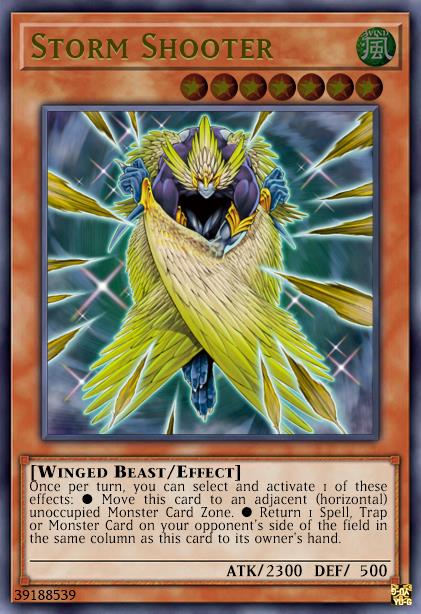 STORM SHOOTER
WIND
風
[WINGED BEAST/EFFECT]
Once per turn, you can select and activate 1 of these
effects: ● Move this card to an adjacent (horizontal)
unoccupied Monster Card Zone. ● Return 1 Spell, Trap
or Monster Card on your opponent's side of the field in
the same column as this card to its owner's hand.
ATK/2300 DEF/ 500
39188539